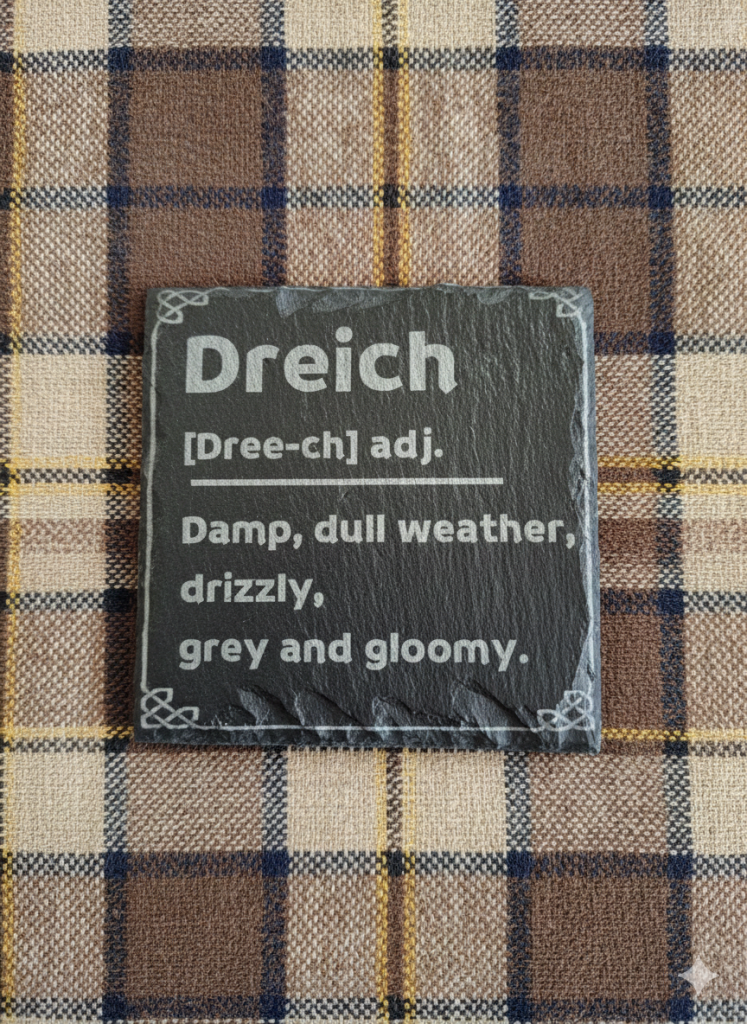 Dreich
[Dree-ch] adj.
Damp, dull weather,
drizzly,
grey and gloomy.